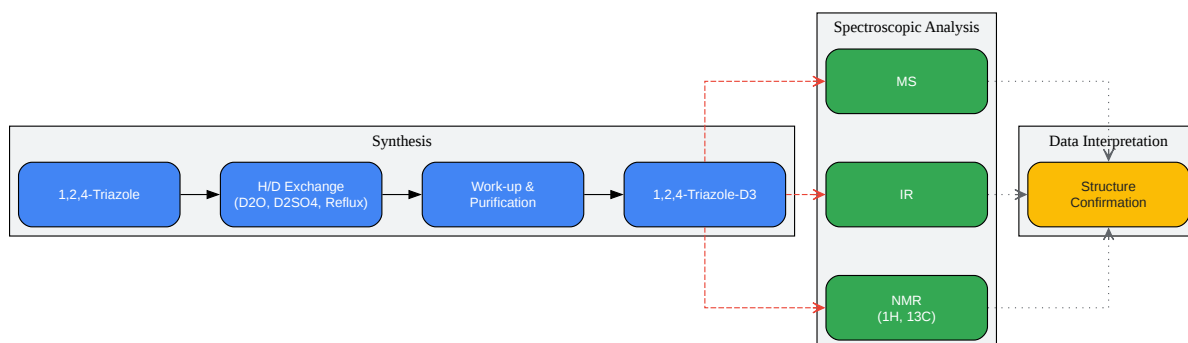 Synthesis
1,2,4-Triazole
H/D Exchange
(D2O, D2SO4, Reflux)
Work-up &
Purification
1,2,4-Triazole-D3
Spectroscopic Analysis
MS
IR
NMR
(1H, 13C)
Data Interpretation
Structure
Confirmation